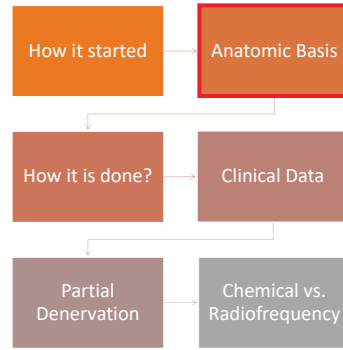 How it started
Anatomic Basis
How it is done?
Clinical Data
Partial
Denervation
Chemical vs.
Radiofrequency